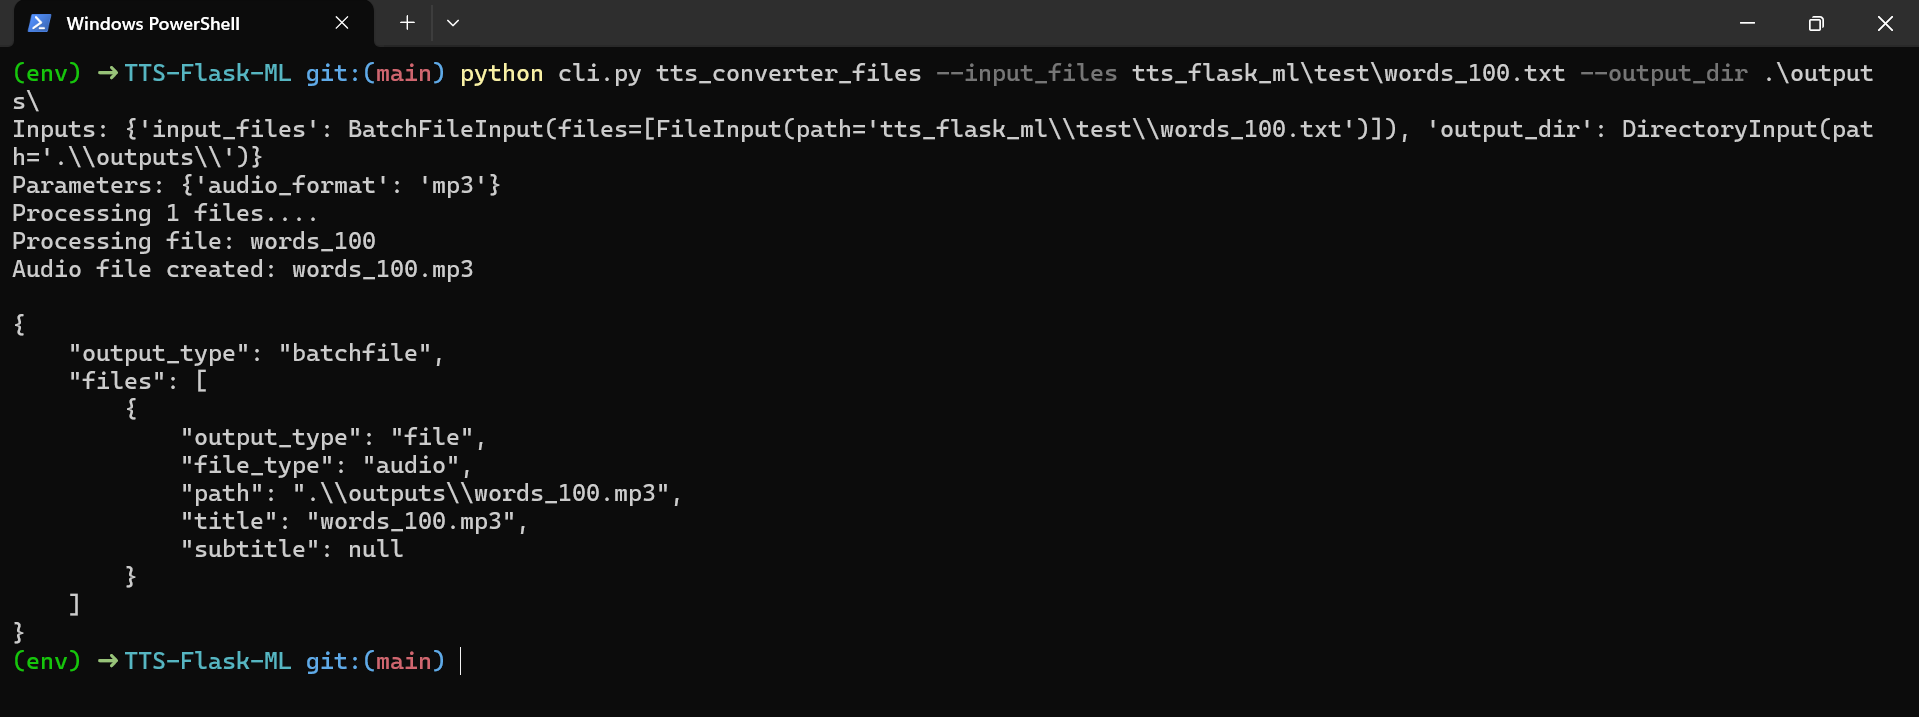 Windows PowerShell
(env) ➜ TTS-Flask-ML git:(main) python cli.py tts_converter_files --input_files tts_flask_ml\test\words_100.txt --output_dir .\output
s\
Inputs: {'input_files': BatchFileInput(files=[FileInput(path='tts_flask_ml\\test\\words_100.txt')]), 'output_dir': DirectoryInput(pat
h='.\\outputs\\')}
Parameters: {'audio_format': 'mp3'}
Processing 1 files....
Processing file: words_100
Audio file created: words_100.mp3

{
    "output_type": "batchfile",
    "files": [
        {
            "output_type": "file",
            "file_type": "audio",
            "path": ".\\outputs\\words_100.mp3",
            "title": "words_100.mp3",
            "subtitle": null
        }
    ]
}
(env) ➜ TTS-Flask-ML git:(main)